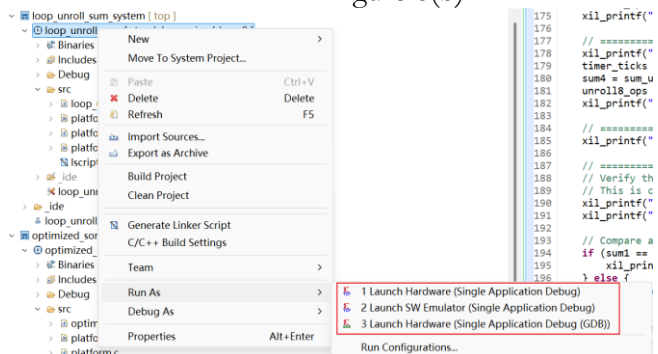 loop_unroll_sum_system [ top ]
loop_unroll
Binaries
Includes
Debug
src
loop_
platfo
platfo
platfo
lscript
_ide
loop_unr
_ide
loop_unroll
optimized_sor
optimized_
Binaries
Includes
Debug
src
optim
platfo
platform.c
New
Move To System Project...
Paste Ctrl+V
Delete Delete
Refresh F5
Import Sources...
Export as Archive
Build Project
Clean Project
Generate Linker Script
C/C++ Build Settings
Team
Run As
Debug As
Properties Alt+Enter
1 Launch Hardware (Single Application Debug)
2 Launch SW Emulator (Single Application Debug)
3 Launch Hardware (Single Application Debug (GDB))
Run Configurations...
175 xil_printf("
176
177 // =========
178 xil_printf("
179 timer_ticks
180 sum4 = sum_u
181 unroll8_ops
182 xil_printf("
183
184 // =========
185 xil_printf("
186
187 // =========
188 // Verify th
189 // This is c
190 xil_printf("
191 xil_printf("
192
193 // Compare a
194 if (sum1 ==
195 xil_prin
196 } else {